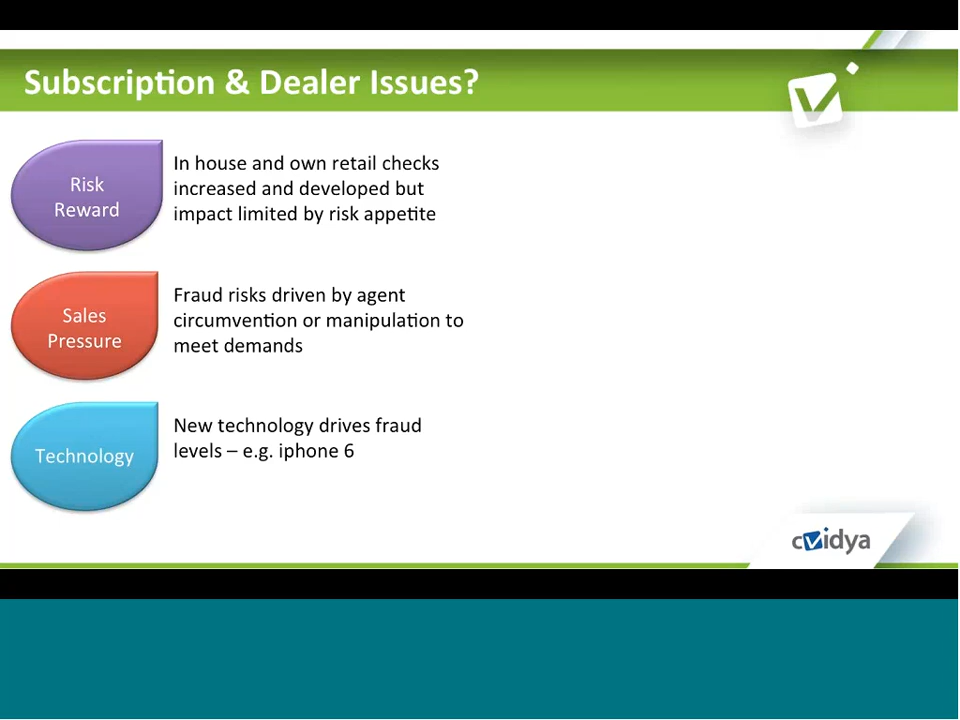 Subscription & Dealer Issues?
Risk
Reward
In house and own retail checks
increased and developed but
impact limited by risk appetite
Sales
Pressure
Fraud risks driven by agent
circumvention or manipulation to
meet demands
Technology
New technology drives fraud
levels – e.g. iphone 6
cvidya